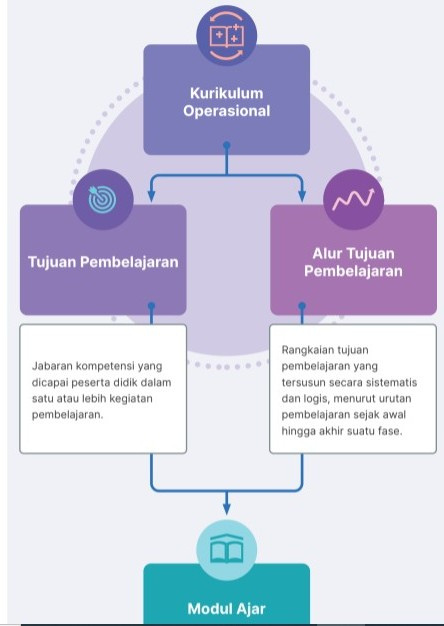 Kurikulum
Operasional
Tujuan Pembelajaran
Alur Tujuan
Pembelajaran
Jabaran kompetensi yang
dicapai peserta didik dalam
satu atau lebih kegiatan
pembelajaran.
Rangkaian tujuan
pembelajaran yang
tersusun secara sistematis
dan logis, menurut urutan
pembelajaran sejak awal
hingga akhir suatu fase.
Modul Ajar